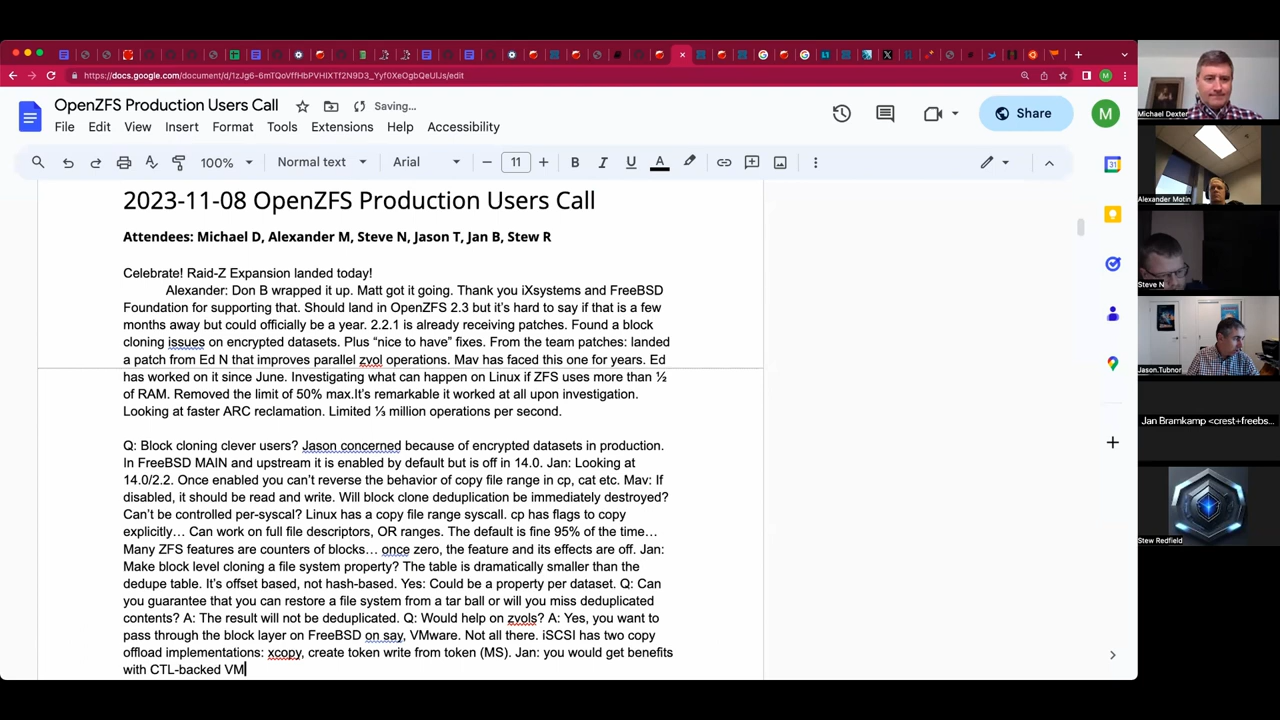 https://docs.google.com/document/d/1zJg6-6mTQoVffHbPVHIXTf2N9D3_Yyf0XeOgbQeUIJs/edit
OpenZFS Production Users Call
Saving...
File Edit View Insert Format Tools Extensions Help Accessibility
Share
M
100%
Normal text
Arial
11
2023-11-08 OpenZFS Production Users Call
Attendees: Michael D, Alexander M, Steve N, Jason T, Jan B, Stew R
Celebrate! Raid-Z Expansion landed today!
Alexander: Don B wrapped it up. Matt got it going. Thank you iXsystems and FreeBSD
Foundation for supporting that. Should land in OpenZFS 2.3 but it's hard to say if that is a few
months away but could officially be a year. 2.2.1 is already receiving patches. Found a block
cloning issues on encrypted datasets. Plus "nice to have" fixes. From the team patches: landed
a patch from Ed N that improves parallel zvol operations. Mav has faced this one for years. Ed
has worked on it since June. Investigating what can happen on Linux if ZFS uses more than ½
of RAM. Removed the limit of 50% max.It's remarkable it worked at all upon investigation.
Looking at faster ARC reclamation. Limited ⅓ million operations per second.
Q: Block cloning clever users? Jason concerned because of encrypted datasets in production.
In FreeBSD MAIN and upstream it is enabled by default but is off in 14.0. Jan: Looking at
14.0/2.2. Once enabled you can't reverse the behavior of copy file range in cp, cat etc. Mav: If
disabled, it should be read and write. Will block clone deduplication be immediately destroyed?
Can't be controlled per-syscal? Linux has a copy file range syscall. cp has flags to copy
explicitly… Can work on full file descriptors, OR ranges. The default is fine 95% of the time…
Many ZFS features are counters of blocks… once zero, the feature and its effects are off. Jan:
Make block level cloning a file system property? The table is dramatically smaller than the
dedupe table. It's offset based, not hash-based. Yes: Could be a property per dataset. Q: Can
you guarantee that you can restore a file system from a tar ball or will you miss deduplicated
contents? A: The result will not be deduplicated. Q: Would help on zvols? A: Yes, you want to
pass through the block layer on FreeBSD on say, VMware. Not all there. iSCSI has two copy
offload implementations: xcopy, create token write from token (MS). Jan: you would get benefits
with CTL-backed VM
Michael Dexter
Alexander Motin
Steve N
Jason.Tubnor
Jan Bramkamp <crest+freebs...
Stew Redfield